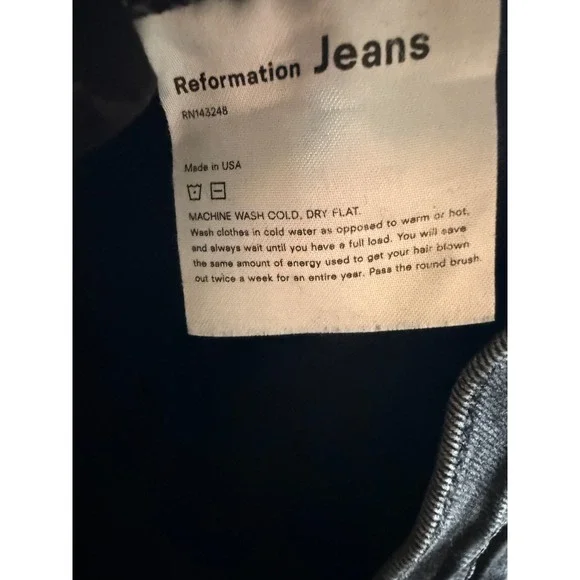 Reformation Jeans
RN143248
Made in USA
MACHINE WASH COLD, DRY FLAT.
Wash clothes in cold water as opposed to warm or hot,
and always wait until you have a full load. You will save
the same amount of energy used to get your hair blown
out twice a week for an entire year. Pass the round brush.